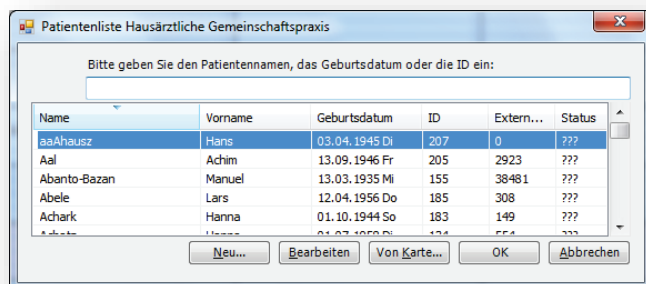 Patientenliste Hausärztliche Gemeinschaftspraxis
Bitte geben Sie den Patientennamen, das Geburtsdatum oder die ID ein:
Name Vorname Geburtsdatum ID Extern... Status
aaAhausz Hans 03.04.1945 Di 207 0 ???
Aal Achim 13.09.1946 Fr 205 2923 ???
Abanto-Bazan Manuel 13.03.1935 Mi 155 38481 ???
Abele Lars 12.04.1956 Do 185 308 ???
Achark Hanna 01.10.1944 So 183 149 ???
Neu... Bearbeiten Von Karte... OK Abbrechen